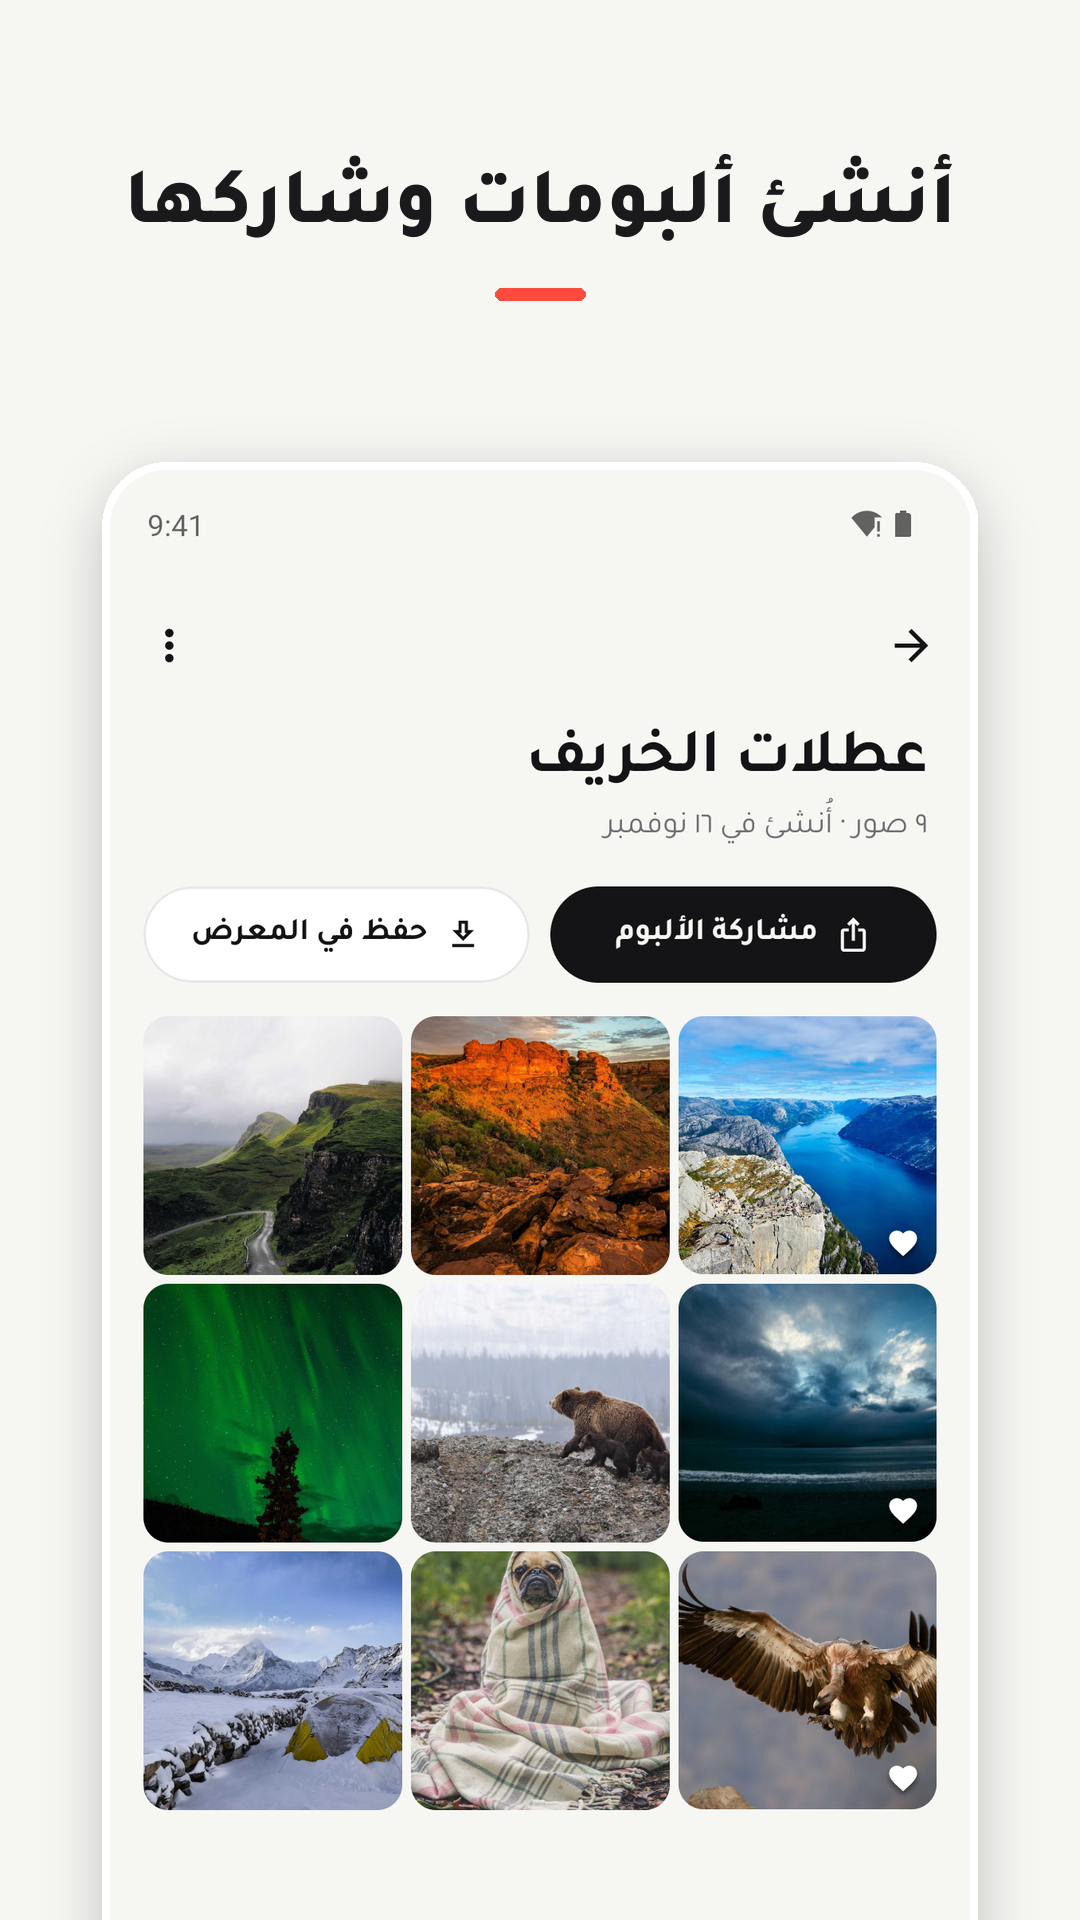 أنشئ ألبومات وشاركها
9:41
عطلات الخريف
٩ صور · أُنشئ في ١٦ نوفمبر
مشاركة الألبوم
حفظ في المعرض